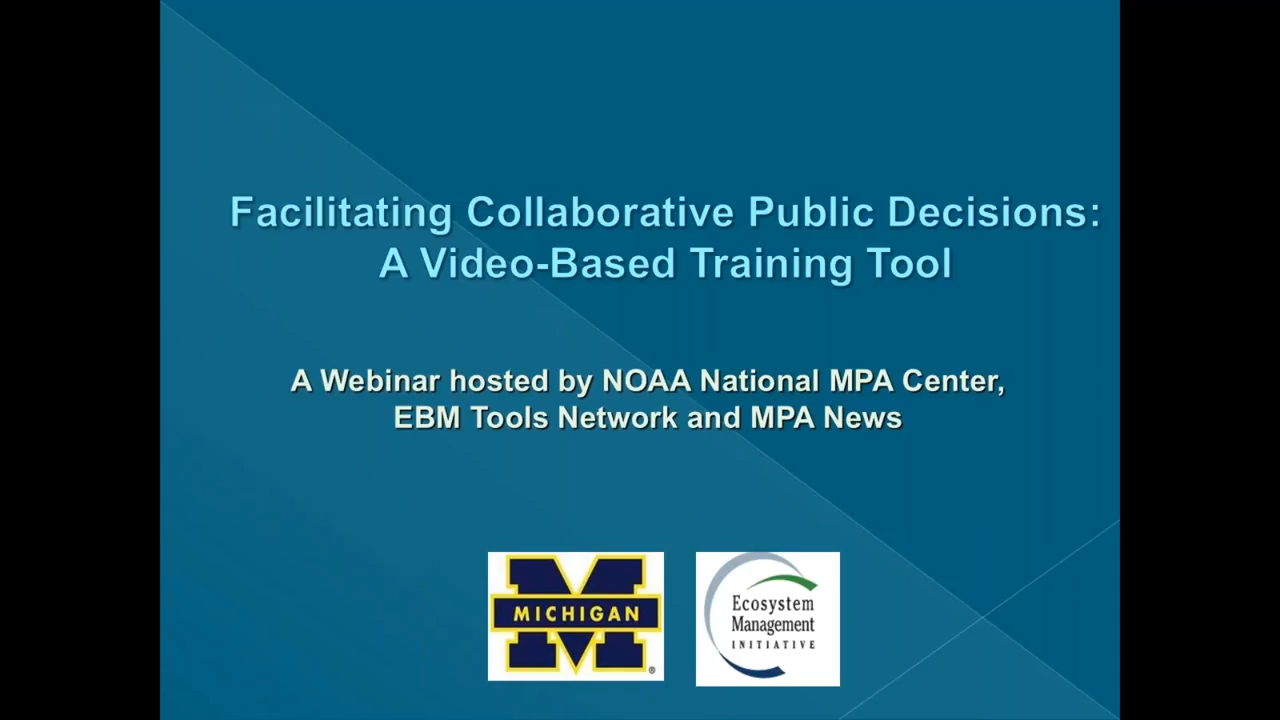 Facilitating Collaborative Public Decisions:
A Video-Based Training Tool
A Webinar hosted by NOAA National MPA Center,
EBM Tools Network and MPA News
MICHIGAN
®
Ecosystem
Management
INITIATIVE